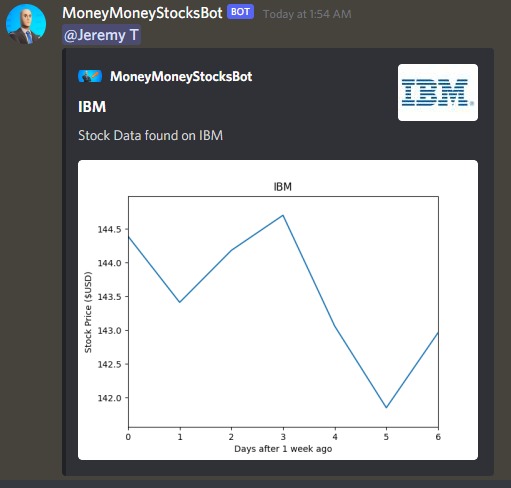 MoneyMoneyStocksBot BOT Today at 1:54 AM
@Jeremy T
MoneyMoneyStocksBot
IBM
IBM®
Stock Data found on IBM
IBM
Stock Price ($USD)
144.5
144.0
143.5
143.0
142.5
142.0
0 1 2 3 4 5 6
Days after 1 week ago